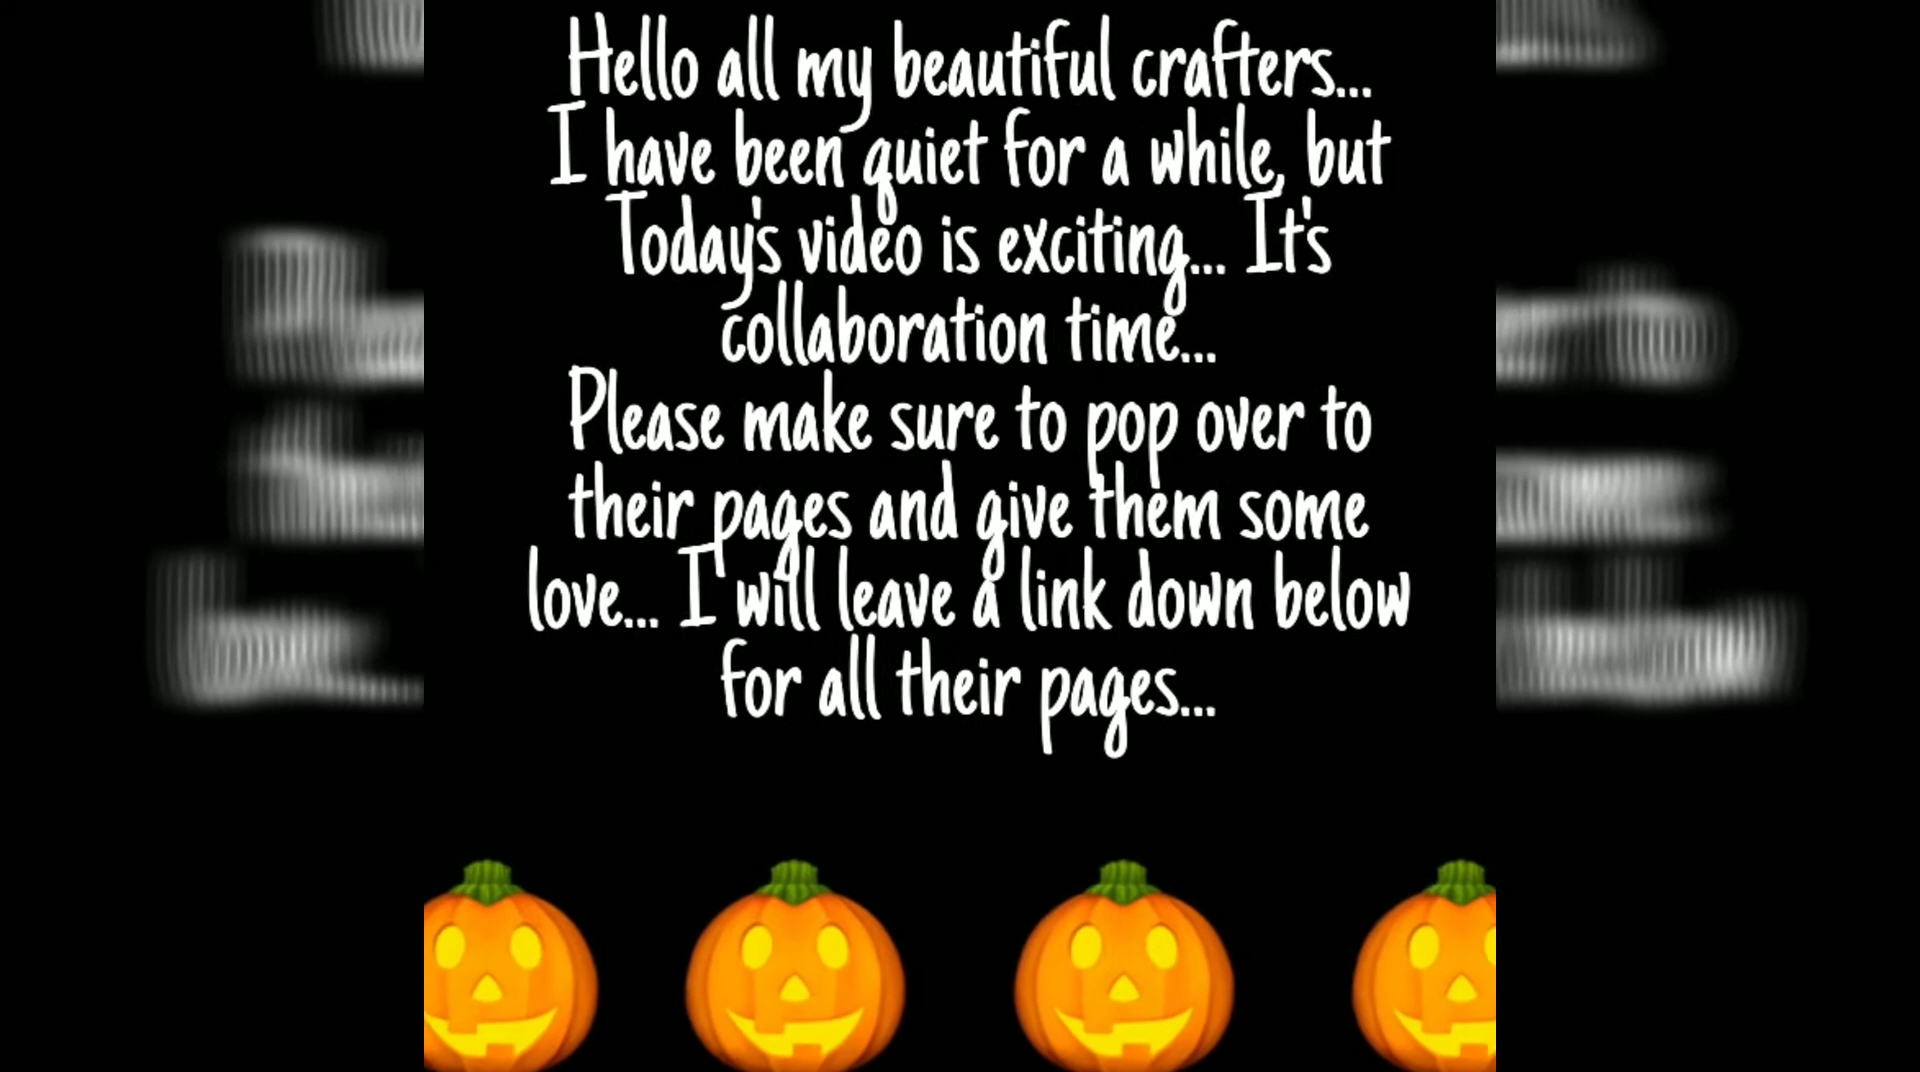 Hello all my beautiful crafters...
I have been quiet for a while, but
Today's video is exciting... It's
collaboration time...
Please make sure to pop over to
their pages and give them some
love... I will leave a link down below
for all their pages...